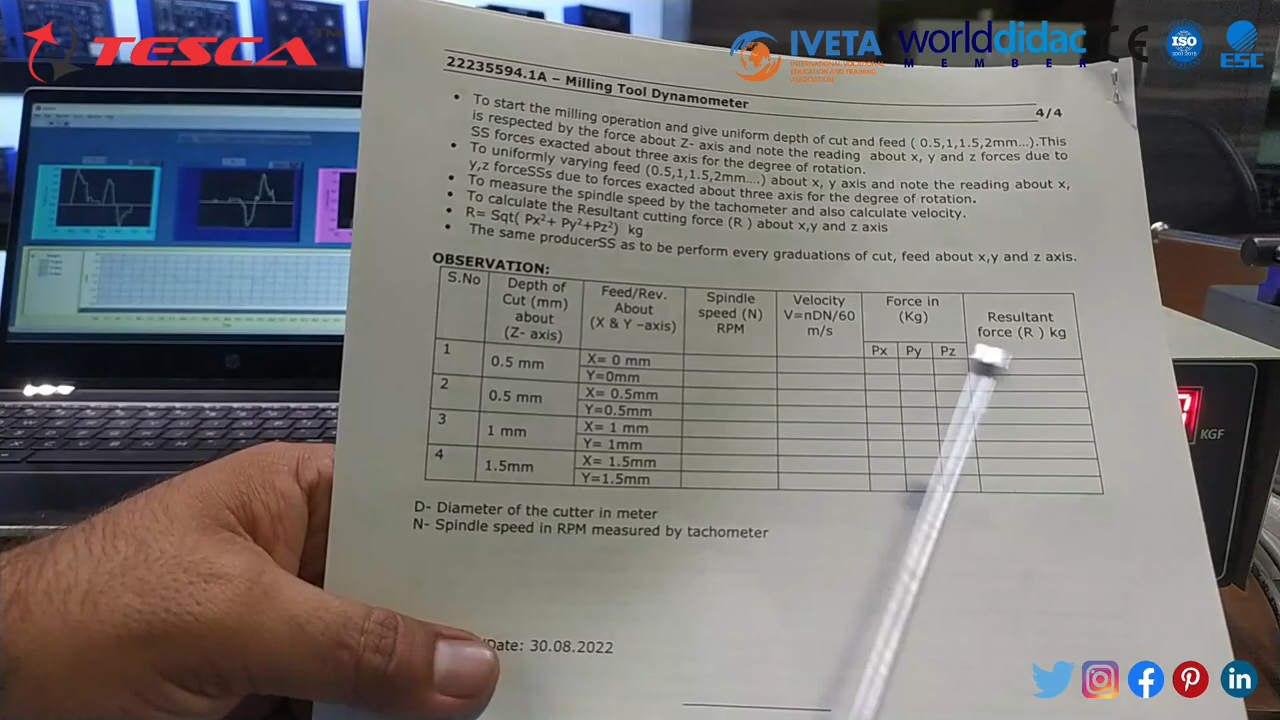 TESCA™
IVETA
INTERNATIONAL VOCATIONAL
EDUCATION AND TRAINING
ASSOCIATION
worlddidac
MEMBER
CE
ISO
9001:2015
ESC
22235594.1A – Milling Tool Dynamometer
4/4
• To start the milling operation and give uniform depth of cut and feed ( 0.5,1,1.5,2mm...).This
is respected by the force about Z- axis and note the reading about x, y and z forces due to
SS forces exacted about three axis for the degree of rotation.
• To uniformly varying feed (0.5,1,1.5,2mm....) about x, y axis and note the reading about x,
y,z forceSSs due to forces exacted about three axis for the degree of rotation.
• To measure the spindle speed by the tachometer and also calculate velocity.
• To calculate the Resultant cutting force (R ) about x,y and z axis
• R= Sqt( Px²+ Py²+Pz²) kg
• The same producerSS as to be perform every graduations of cut, feed about x,y and z axis.
OBSERVATION:
S.No Depth of Cut (mm) about (Z- axis) Feed/Rev. About (X & Y –axis) Spindle speed (N) RPM Velocity V=nDN/60 m/s Force in (Kg) Resultant force (R ) kg
Px Py Pz
1 0.5 mm X= 0 mm
Y=0mm
2 0.5 mm X= 0.5mm
Y=0.5mm
3 1 mm X= 1 mm
Y= 1mm
4 1.5mm X= 1.5mm
Y=1.5mm
KGF
D- Diameter of the cutter in meter
N- Spindle speed in RPM measured by tachometer
/Date: 30.08.2022